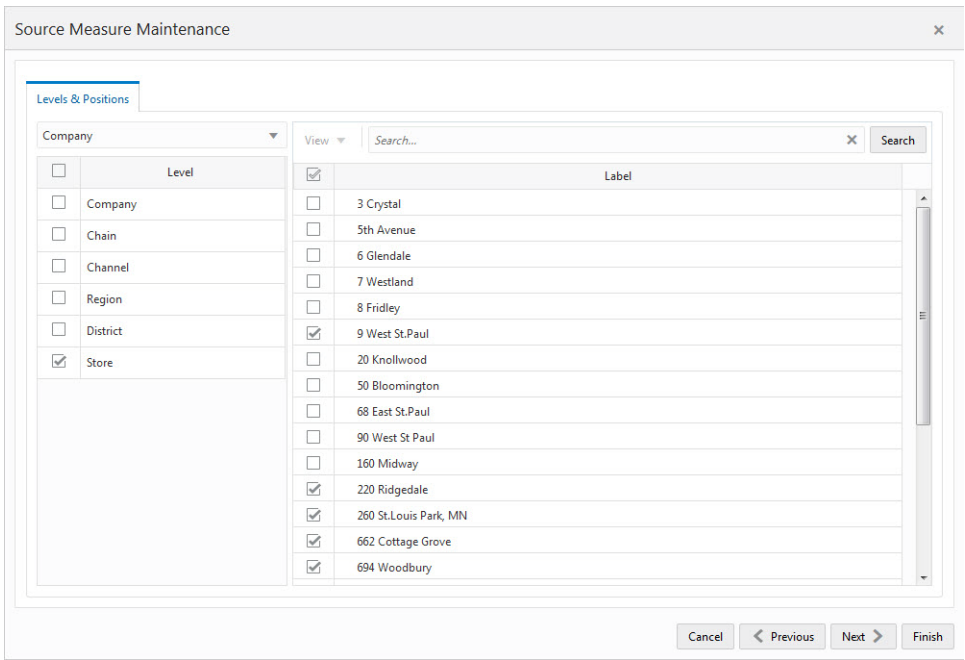 Source Measure Maintenance
Levels & Positions
Company
View
Search...
Search
Level
Company
Chain
Channel
Region
District
Store
Label
3 Crystal
5th Avenue
6 Glendale
7 Westland
8 Fridley
9 West St.Paul
20 Knollwood
50 Bloomington
68 East St.Paul
90 West St Paul
160 Midway
220 Ridgedale
260 St.Louis Park, MN
662 Cottage Grove
694 Woodbury
Cancel
Previous
Next
Finish